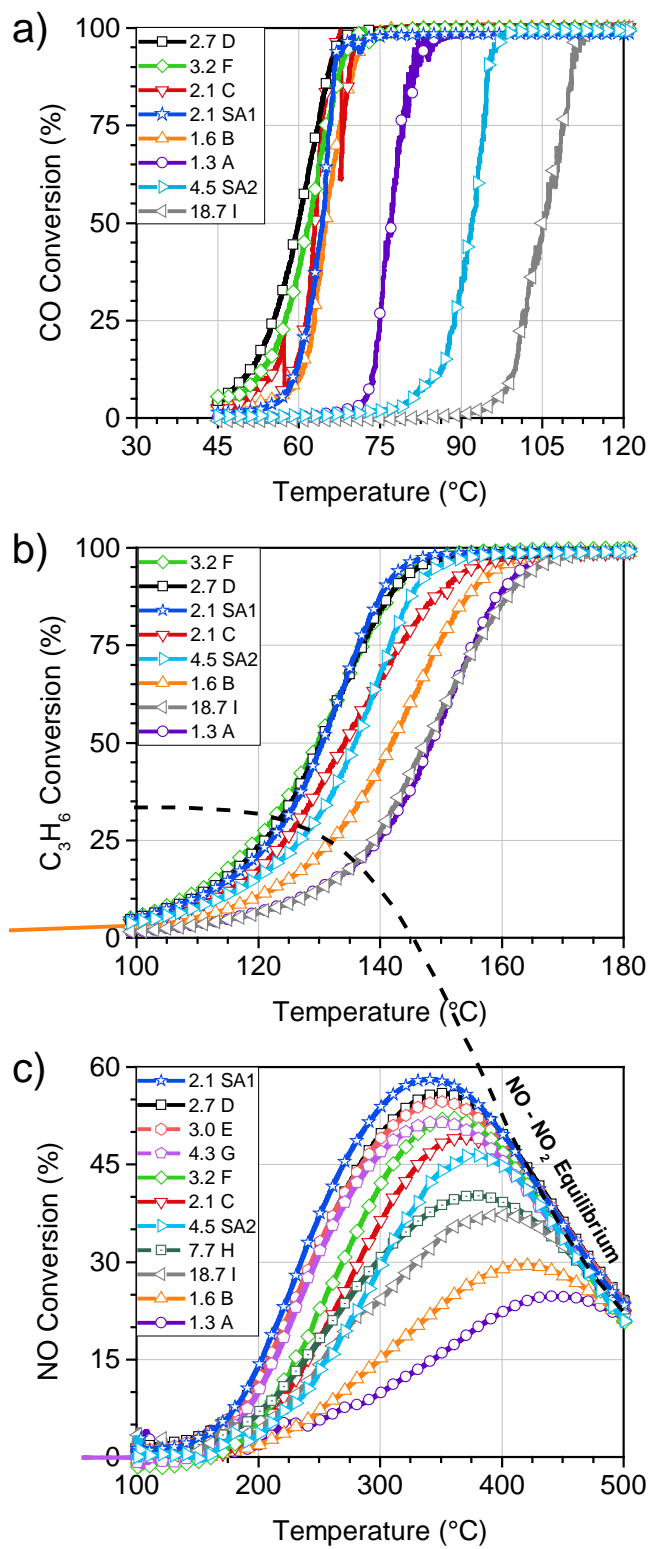 a)
CO Conversion (%)
100
75
50
25
0
2.7 D
3.2 F
2.1 C
2.1 SA1
1.6 B
1.3 A
4.5 SA2
18.7 I
30 45 60 75 90 105 120
Temperature (°C)
b)
C₃H₆ Conversion (%)
100
75
50
25
0
3.2 F
2.7 D
2.1 SA1
2.1 C
4.5 SA2
1.6 B
18.7 I
1.3 A
100 120 140 160 180
Temperature (°C)
c)
NO Conversion (%)
60
45
30
15
0
2.1 SA1
2.7 D
3.0 E
4.3 G
3.2 F
2.1 C
4.5 SA2
7.7 H
18.7 I
1.6 B
1.3 A
NO - NO₂ Equilibrium
100 200 300 400 500
Temperature (°C)